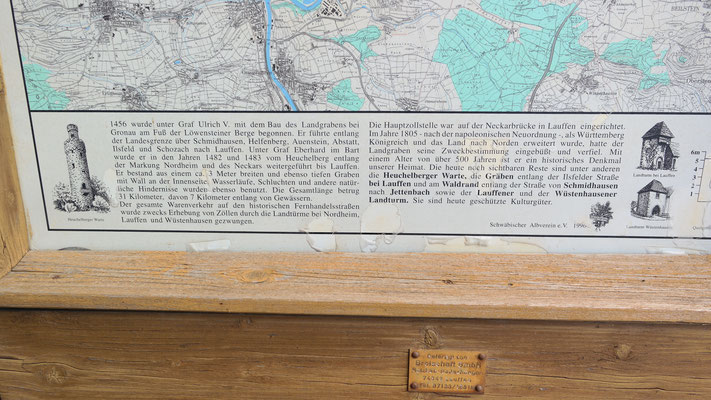 BEILSTEIN
1456 wurde unter Graf Ulrich V. mit dem Bau des Landgrabens bei
Gronau am Fuß der Löwensteiner Berge begonnen. Er führte entlang
der Landesgrenze über Schmidhausen, Helfenberg, Auenstein, Abstatt,
Ilsfeld und Schozach nach Lauffen. Unter Graf Eberhard im Bart
wurde er in den Jahren 1482 und 1483 vom Heuchelberg entlang
der Markung Nordheim und des Neckars weitergeführt bis Lauffen.
Er bestand aus einem ca. 3 Meter breiten und ebenso tiefen Graben
mit Wall an der Innenseite. Wasserläufe, Schluchten und andere natür-
liche Hindernisse wurden ebenso benutzt. Die Gesamtlänge betrug
31 Kilometer, davon 7 Kilometer entlang von Gewässern.
Der gesamte Warenverkehr auf den historischen Fernhandelsstraßen
wurde zwecks Erhebung von Zöllen durch die Landtürme bei Nordheim,
Lauffen und Wüstenhausen gezwungen.
Heuchelberger Warte
Die Hauptzollstelle war auf der Neckarbrücke in Lauffen eingerichtet.
Im Jahre 1805 - nach der napoleonischen Neuordnung -, als Württemberg
Königreich und das Land nach Norden erweitert wurde, hatte der
Landgraben seine Zweckbestimmung eingebüßt und verfiel. Mit
einem Alter von über 500 Jahren ist er ein historisches Denkmal
unserer Heimat. Die heute noch sichtbaren Reste sind unter anderem
die Heuchelberger Warte, die Gräben entlang der Ilsfelder Straße
bei Lauffen und am Waldrand entlang der Straße von Schmidhausen
nach Jettenbach sowie der Lauffener und der Wüstenhausener
Landturm. Sie sind heute geschützte Kulturgüter.
Schwäbischer Albverein e.V. 1996
Landturm bei Lauffen
Landturm Wüstenhausen
6m
5
4
3
2
1